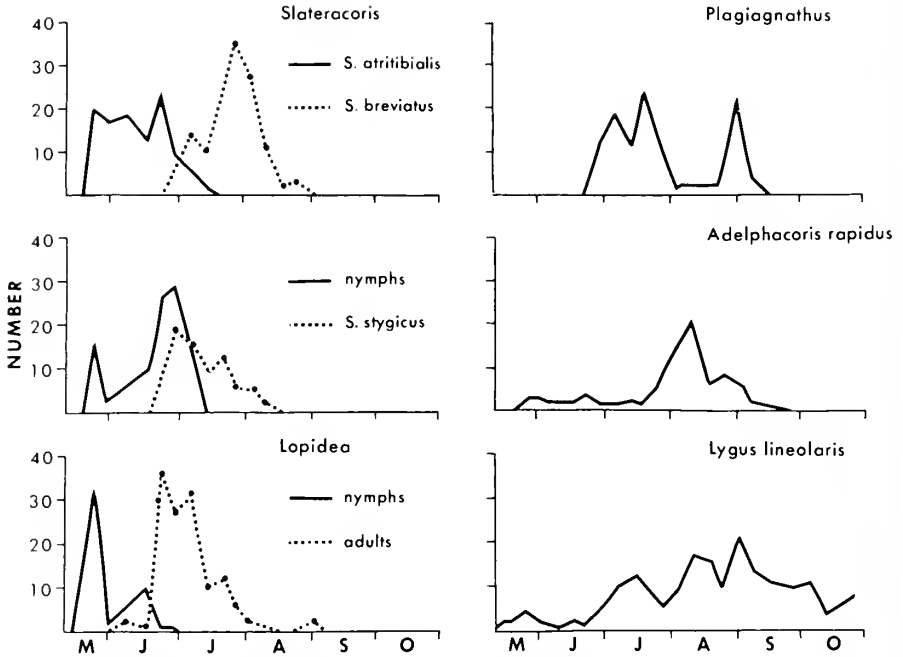 Slateracoris
40
30
20
10
S. atritibialis
S. breviatus
Plagiagnathus
NUMBER
40
30
20
10
nymphs
S. stygicus
Adelphacoris rapidus
Lopidea
40
30
20
10
nymphs
adults
M J J A S O
Lygus lineolaris
M J J A S O